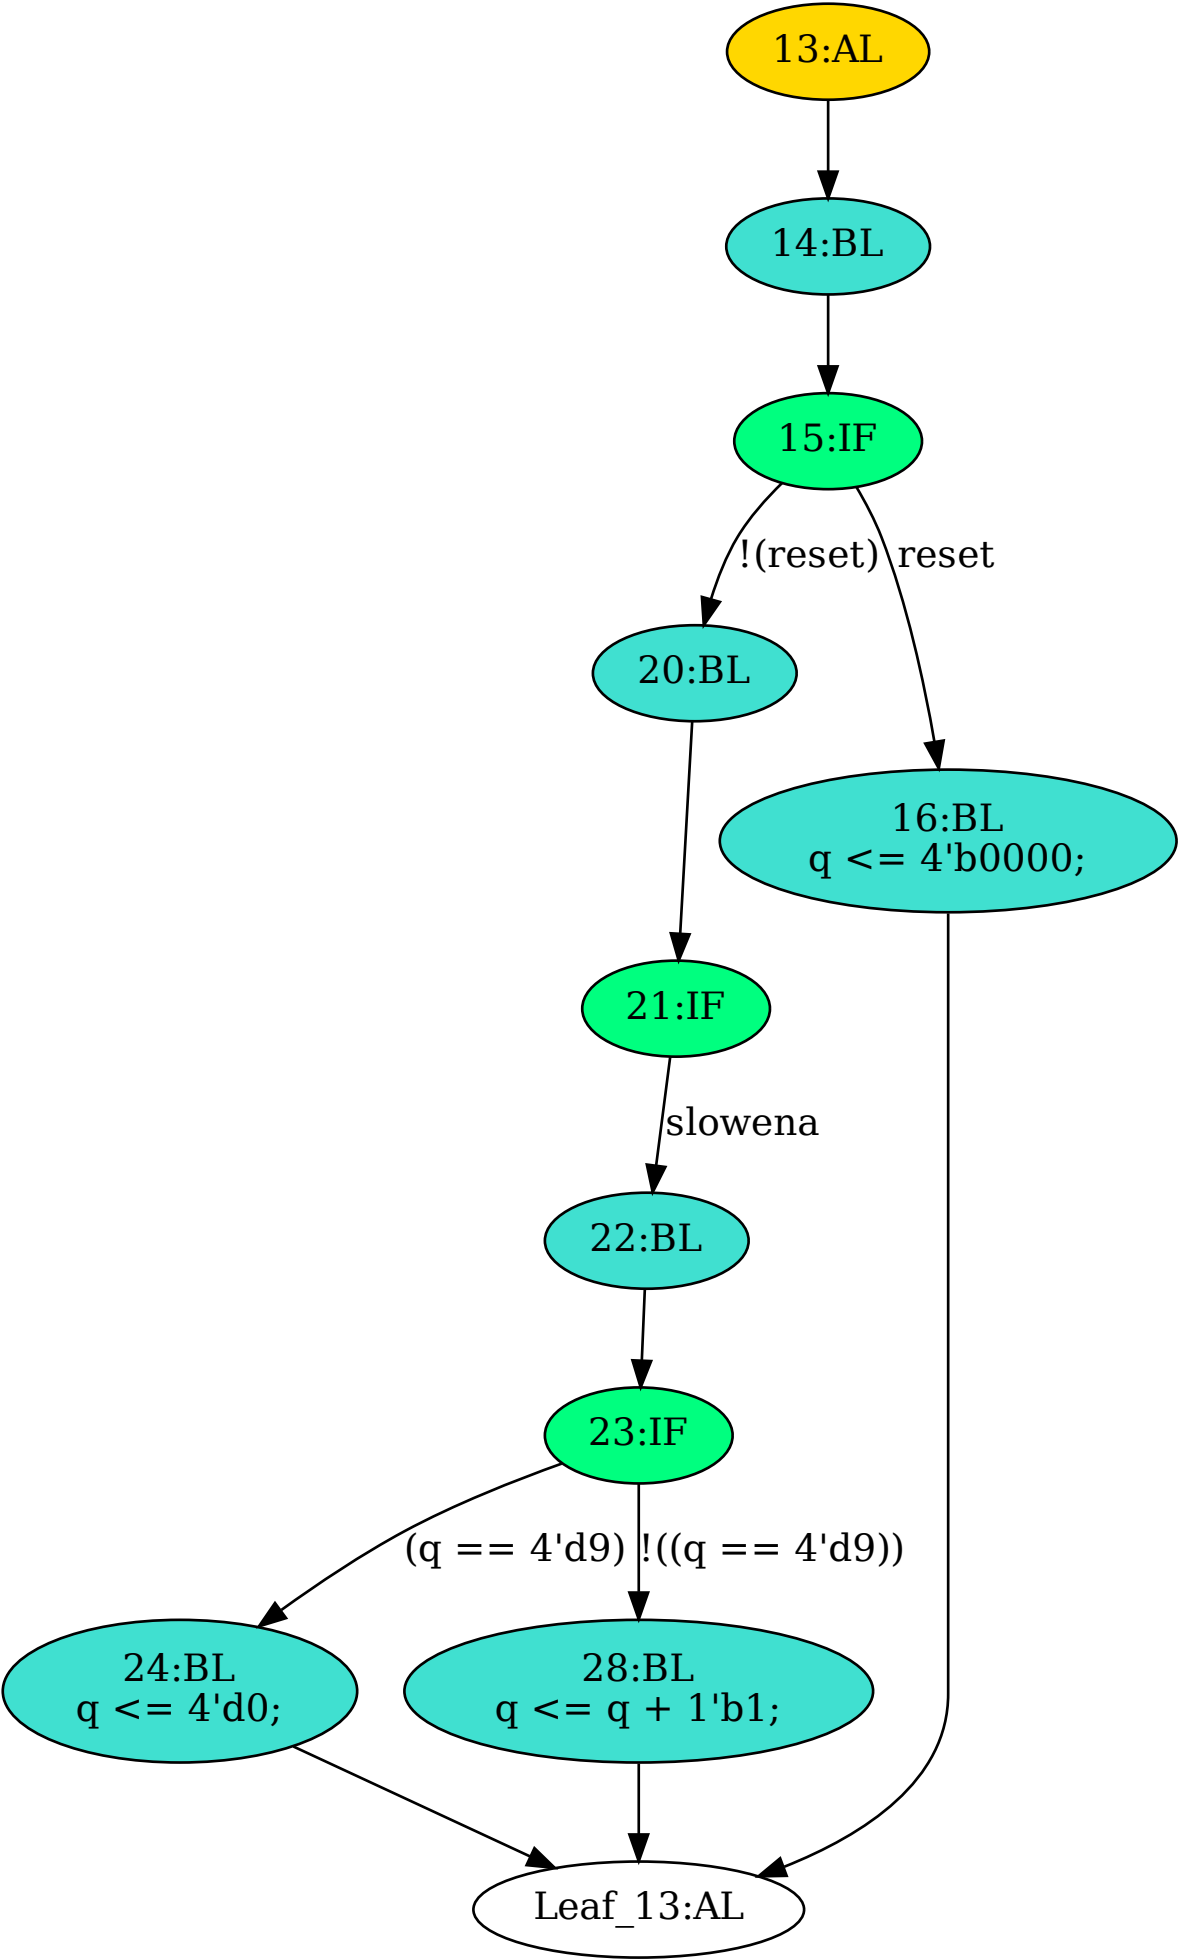 13:AL
14:BL
15:IF
!(reset)
reset
20:BL
16:BL
q <= 4'b0000;
21:IF
slowena
22:BL
23:IF
(q == 4'd9)
!((q == 4'd9))
24:BL
q <= 4'd0;
28:BL
q <= q + 1'b1;
Leaf_13:AL